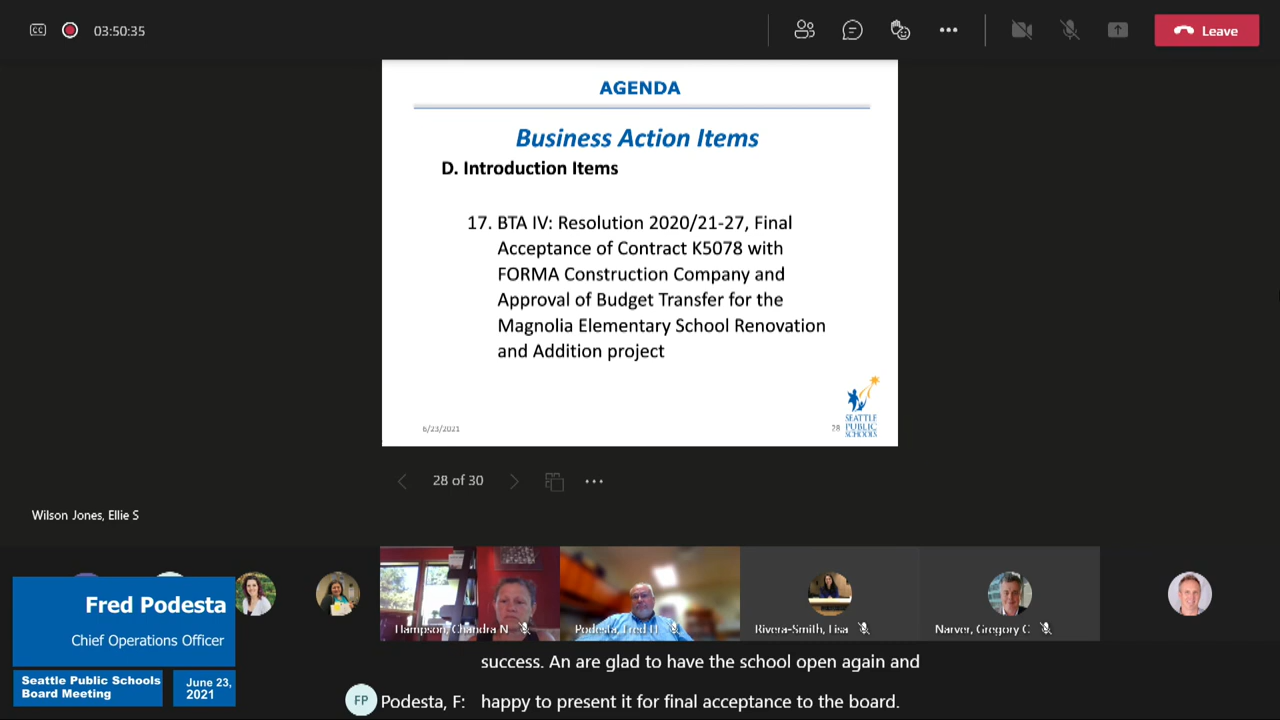 CC
03:50:35
Leave
AGENDA
Business Action Items
D. Introduction Items
17. BTA IV: Resolution 2020/21-27, Final
Acceptance of Contract K5078 with
FORMA Construction Company and
Approval of Budget Transfer for the
Magnolia Elementary School Renovation
and Addition project
6/23/2021
28
SEATTLE
PUBLIC
SCHOOLS
28 of 30
Wilson Jones, Ellie S
Hampson, Chandra N
Podesta, Fred H
Rivera-Smith, Lisa
Narver, Gregory C
Fred Podesta
Chief Operations Officer
Seattle Public Schools
Board Meeting
June 23,
2021
success. An are glad to have the school open again and
FP Podesta, F: happy to present it for final acceptance to the board.